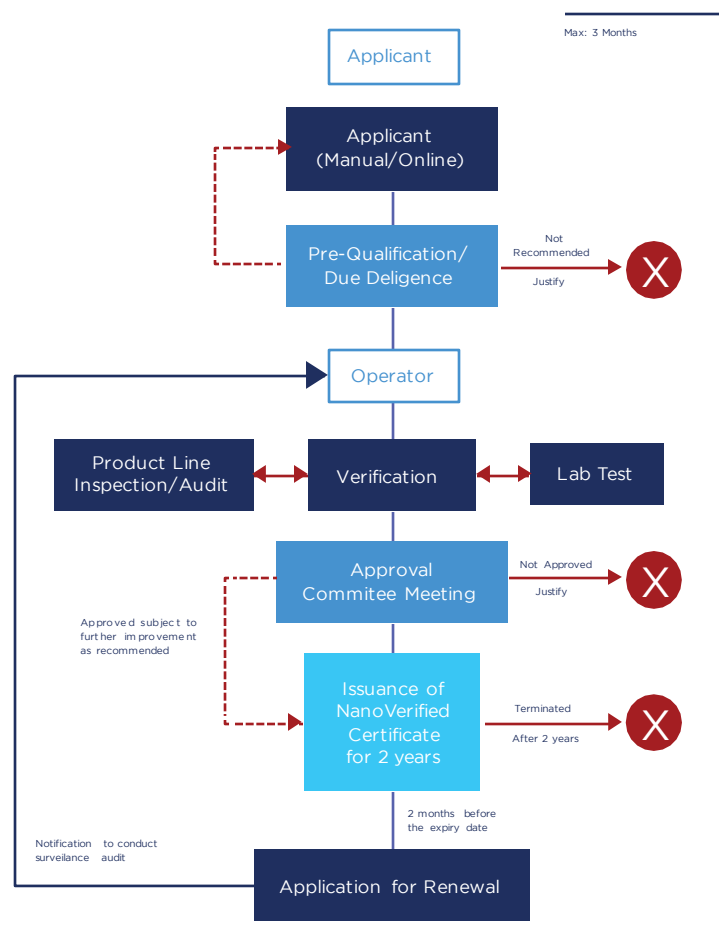 Max: 3 Months
Applicant
Applicant
(Manual/Online)
Pre-Qualification/
Due Deligence
Not
Recommended
Justify
X
Operator
Product Line
Inspection/Audit
Verification
Lab Test
Approval
Commitee Meeting
Not Approved
Justify
X
Approved subject to
further improvement
as recommended
Issuance of
NanoVerified
Certificate
for 2 years
Terminated
After 2 years
X
2 months before
the expiry date
Notification to conduct
surveilance audit
Application for Renewal